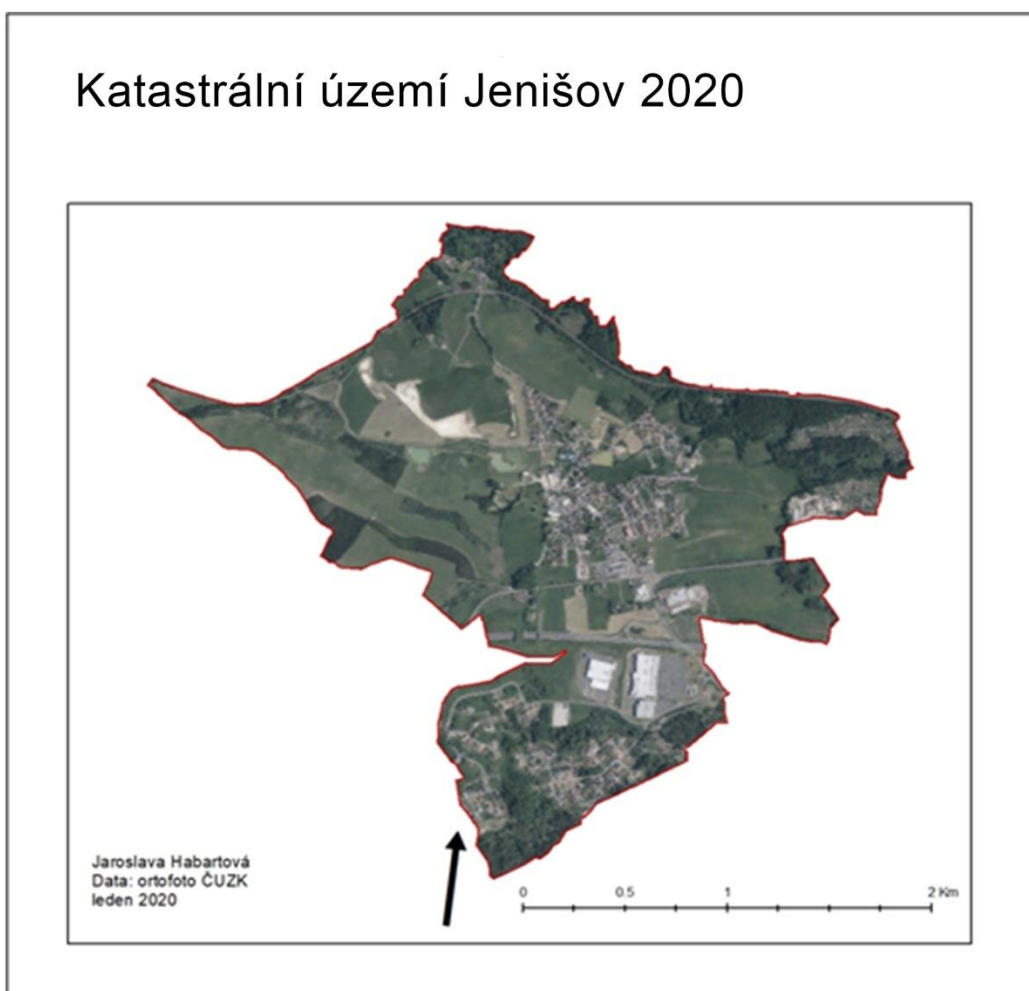 Katastrální území Jenišov 2020
Jaroslava Habartová
Data: ortofoto ČUZK
leden 2020
0 0.5 1 2 Km